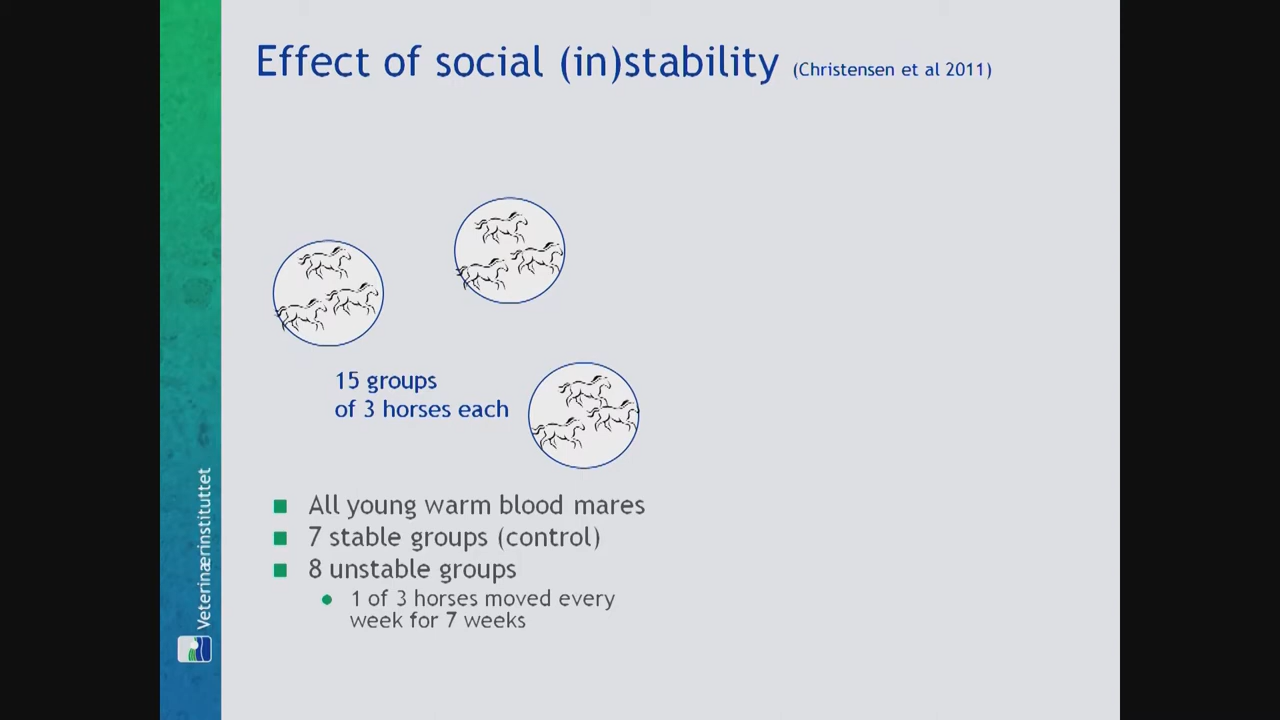 Effect of social (in)stability (Christensen et al 2011)
15 groups
of 3 horses each
All young warm blood mares
7 stable groups (control)
8 unstable groups
1 of 3 horses moved every
week for 7 weeks
Veterinærinstituttet